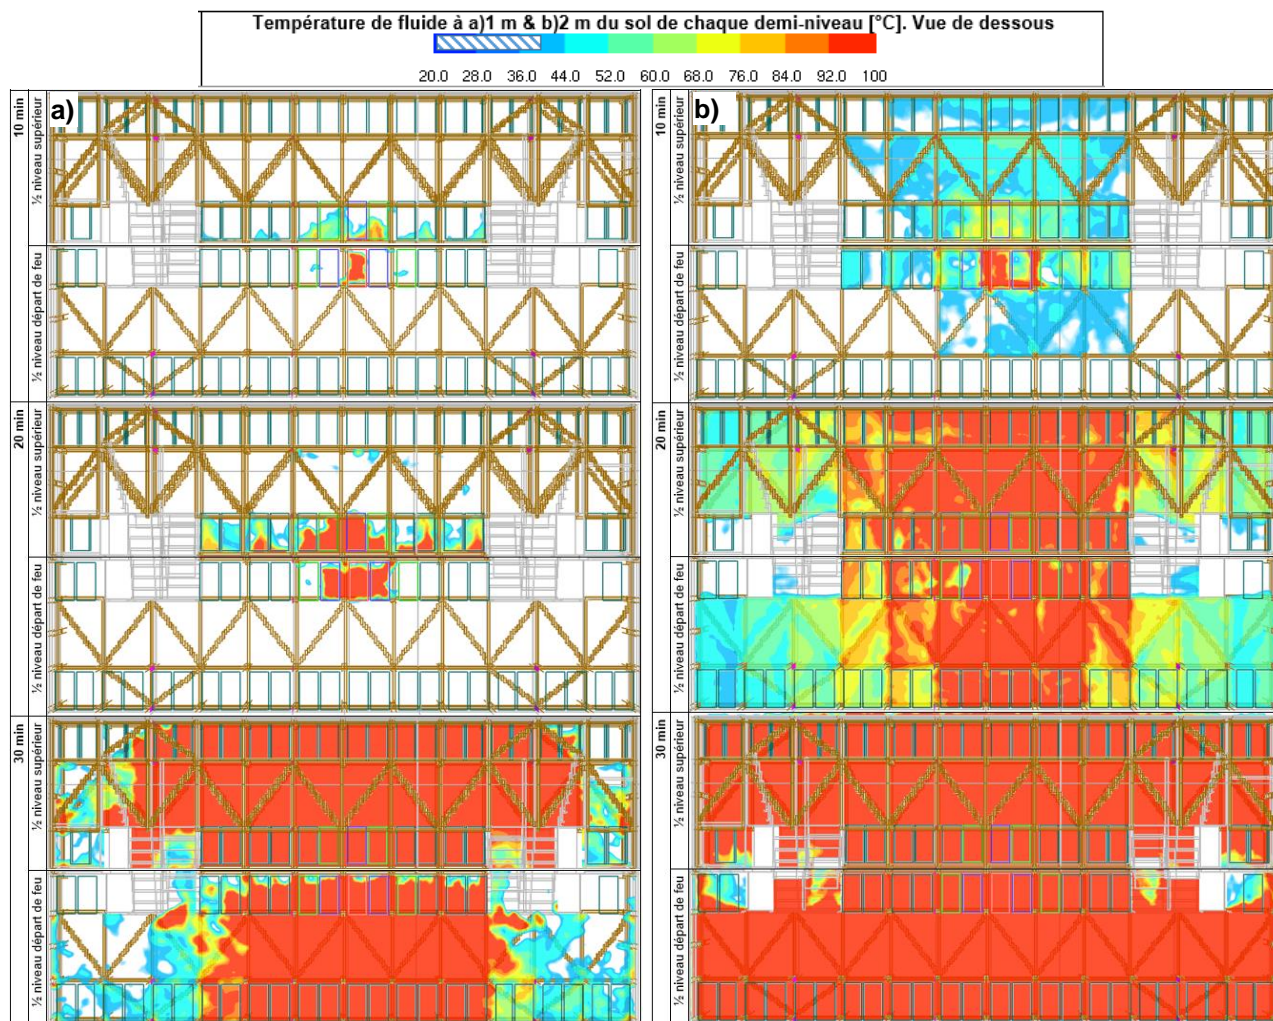 Température de fluide à a)1 m & b)2 m du sol de chaque demi-niveau [°C]. Vue de dessous
20.0 28.0 36.0 44.0 52.0 60.0 68.0 76.0 84.0 92.0 100
a)
10 min
½ niveau supérieur
½ niveau départ de feu
20 min
½ niveau supérieur
½ niveau départ de feu
30 min
½ niveau supérieur
½ niveau départ de feu
b)
10 min
½ niveau supérieur
½ niveau départ de feu
20 min
½ niveau supérieur
½ niveau départ de feu
30 min
½ niveau supérieur
½ niveau départ de feu